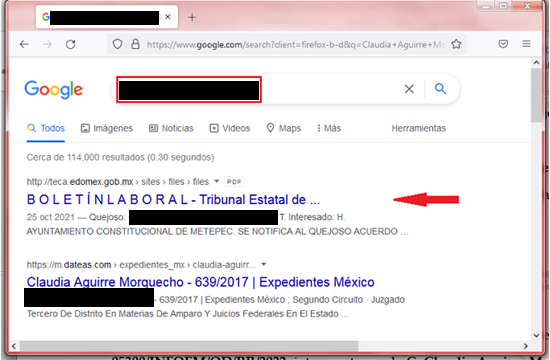 https://www.google.com/search?client=firefox-b-d&q=Claudia+Aguirre+Mo
Google
Todos Imágenes Noticias Videos Maps Más Herramientas
Cerca de 114,000 resultados (0.30 segundos)
http://teca.edomex.gob.mx › sites › files › files PDF
B O L E T Í N L A B O R A L - Tribunal Estatal de ...
25 oct 2021 — Quejoso: T. Interesado: H.
AYUNTAMIENTO CONSTITUCIONAL DE METEPEC. SE NOTIFICA AL QUEJOSO ACUERDO ...
https://m.dateas.com › expedientes_mx › claudia-aguirr...
Claudia Aguirre Morquecho - 639/2017 | Expedientes México
- 639/2017 | Expedientes México ; Segundo Circuito · Juzgado
Tercero De Distrito En Materias De Amparo Y Juicios Federales En El Estado ...